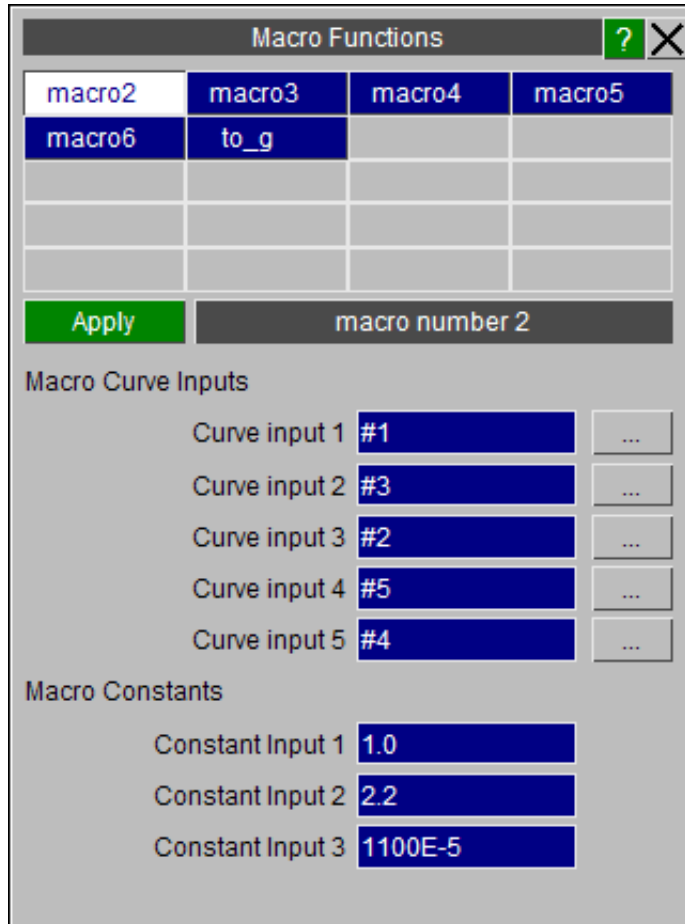 Macro Functions ? X
macro2 macro3 macro4 macro5
macro6 to_g
Apply macro number 2
Macro Curve Inputs
Curve input 1 #1 ...
Curve input 2 #3 ...
Curve input 3 #2 ...
Curve input 4 #5 ...
Curve input 5 #4 ...
Macro Constants
Constant Input 1 1.0
Constant Input 2 2.2
Constant Input 3 1100E-5